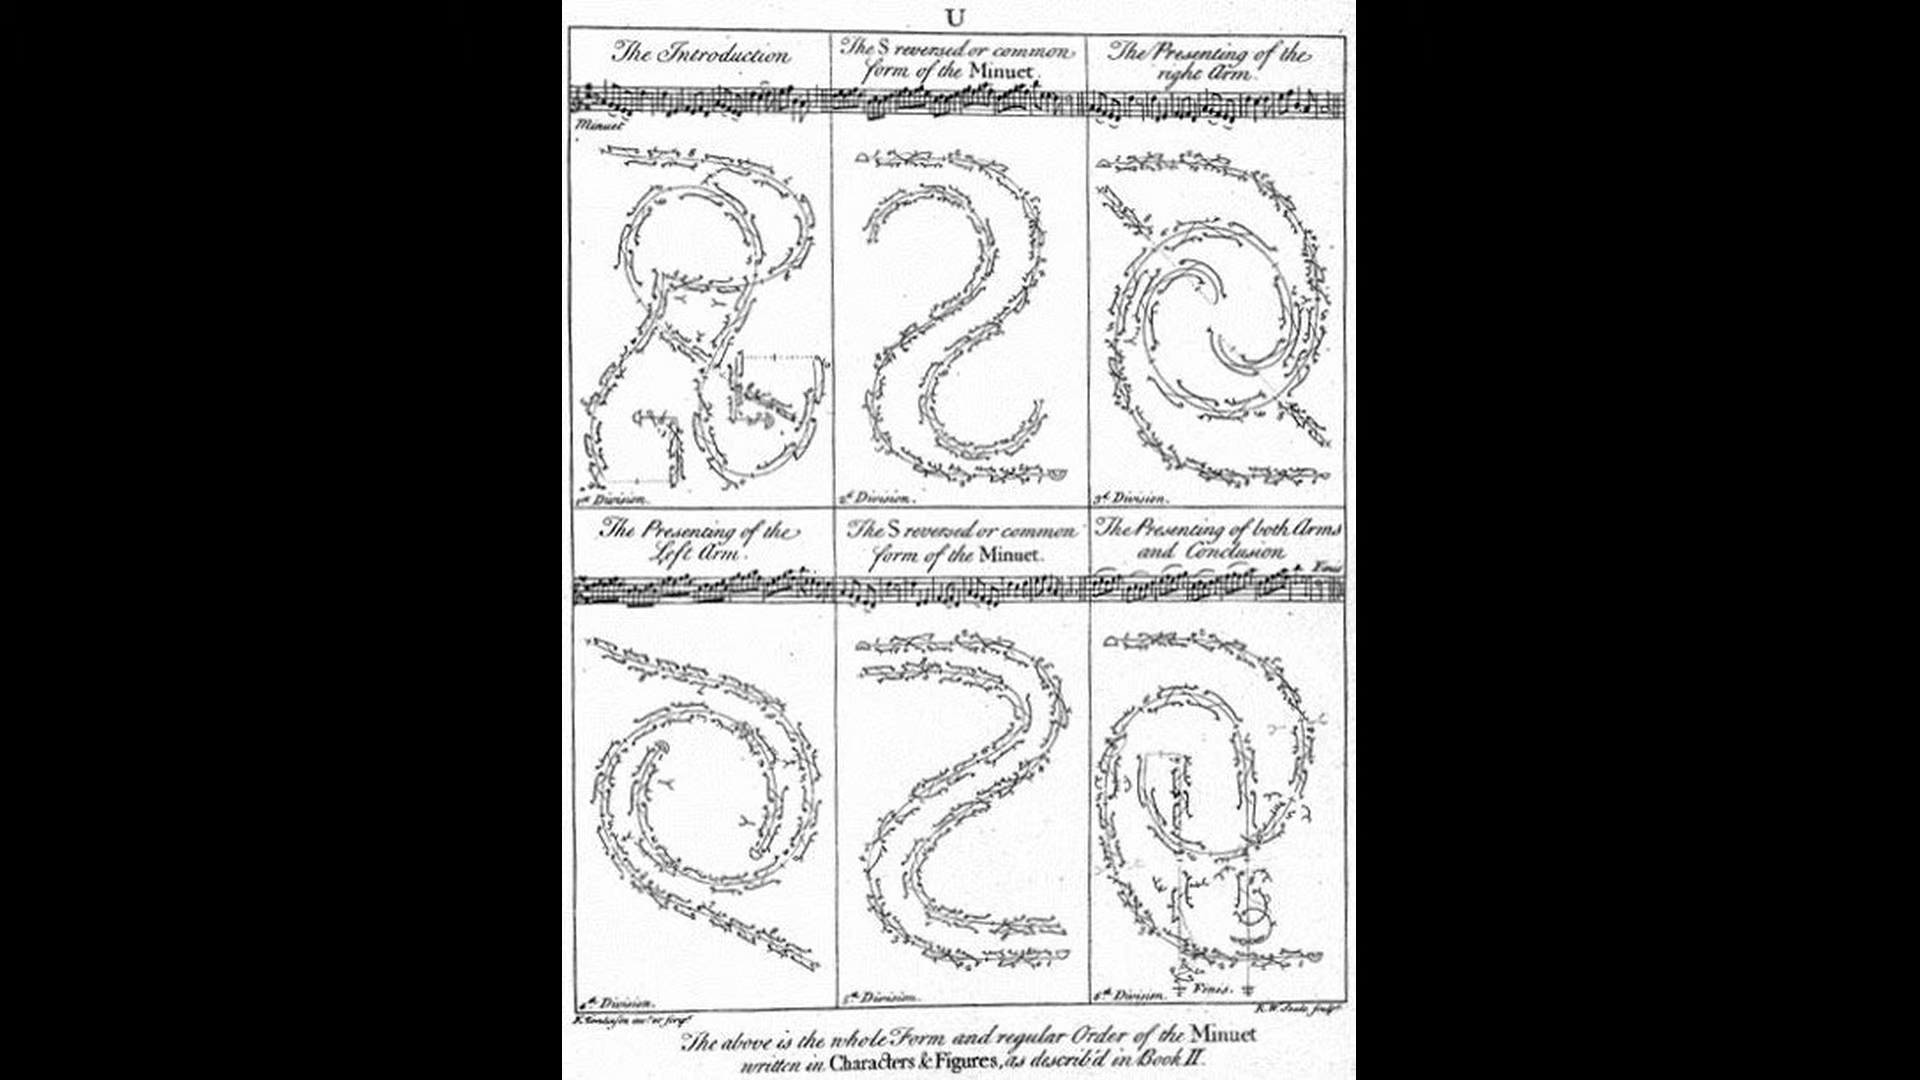 U
The Introduction
The S reversed or common
form of the Minuet.
The Presenting of the
right Arm.
Minuet
1st Division.
2d Division.
3d Division.
The Presenting of the
Left Arm.
The S reversed or common
form of the Minuet.
The Presenting of both Arms
and Conclusion
Finis
4th Division.
5th Division.
6th Division.
Finis.
K. Tomlinson
R.W. Seale sculpt
The above is the whole Form and regular Order of the Minuet
written in Characters & Figures, as describ'd in Book II.